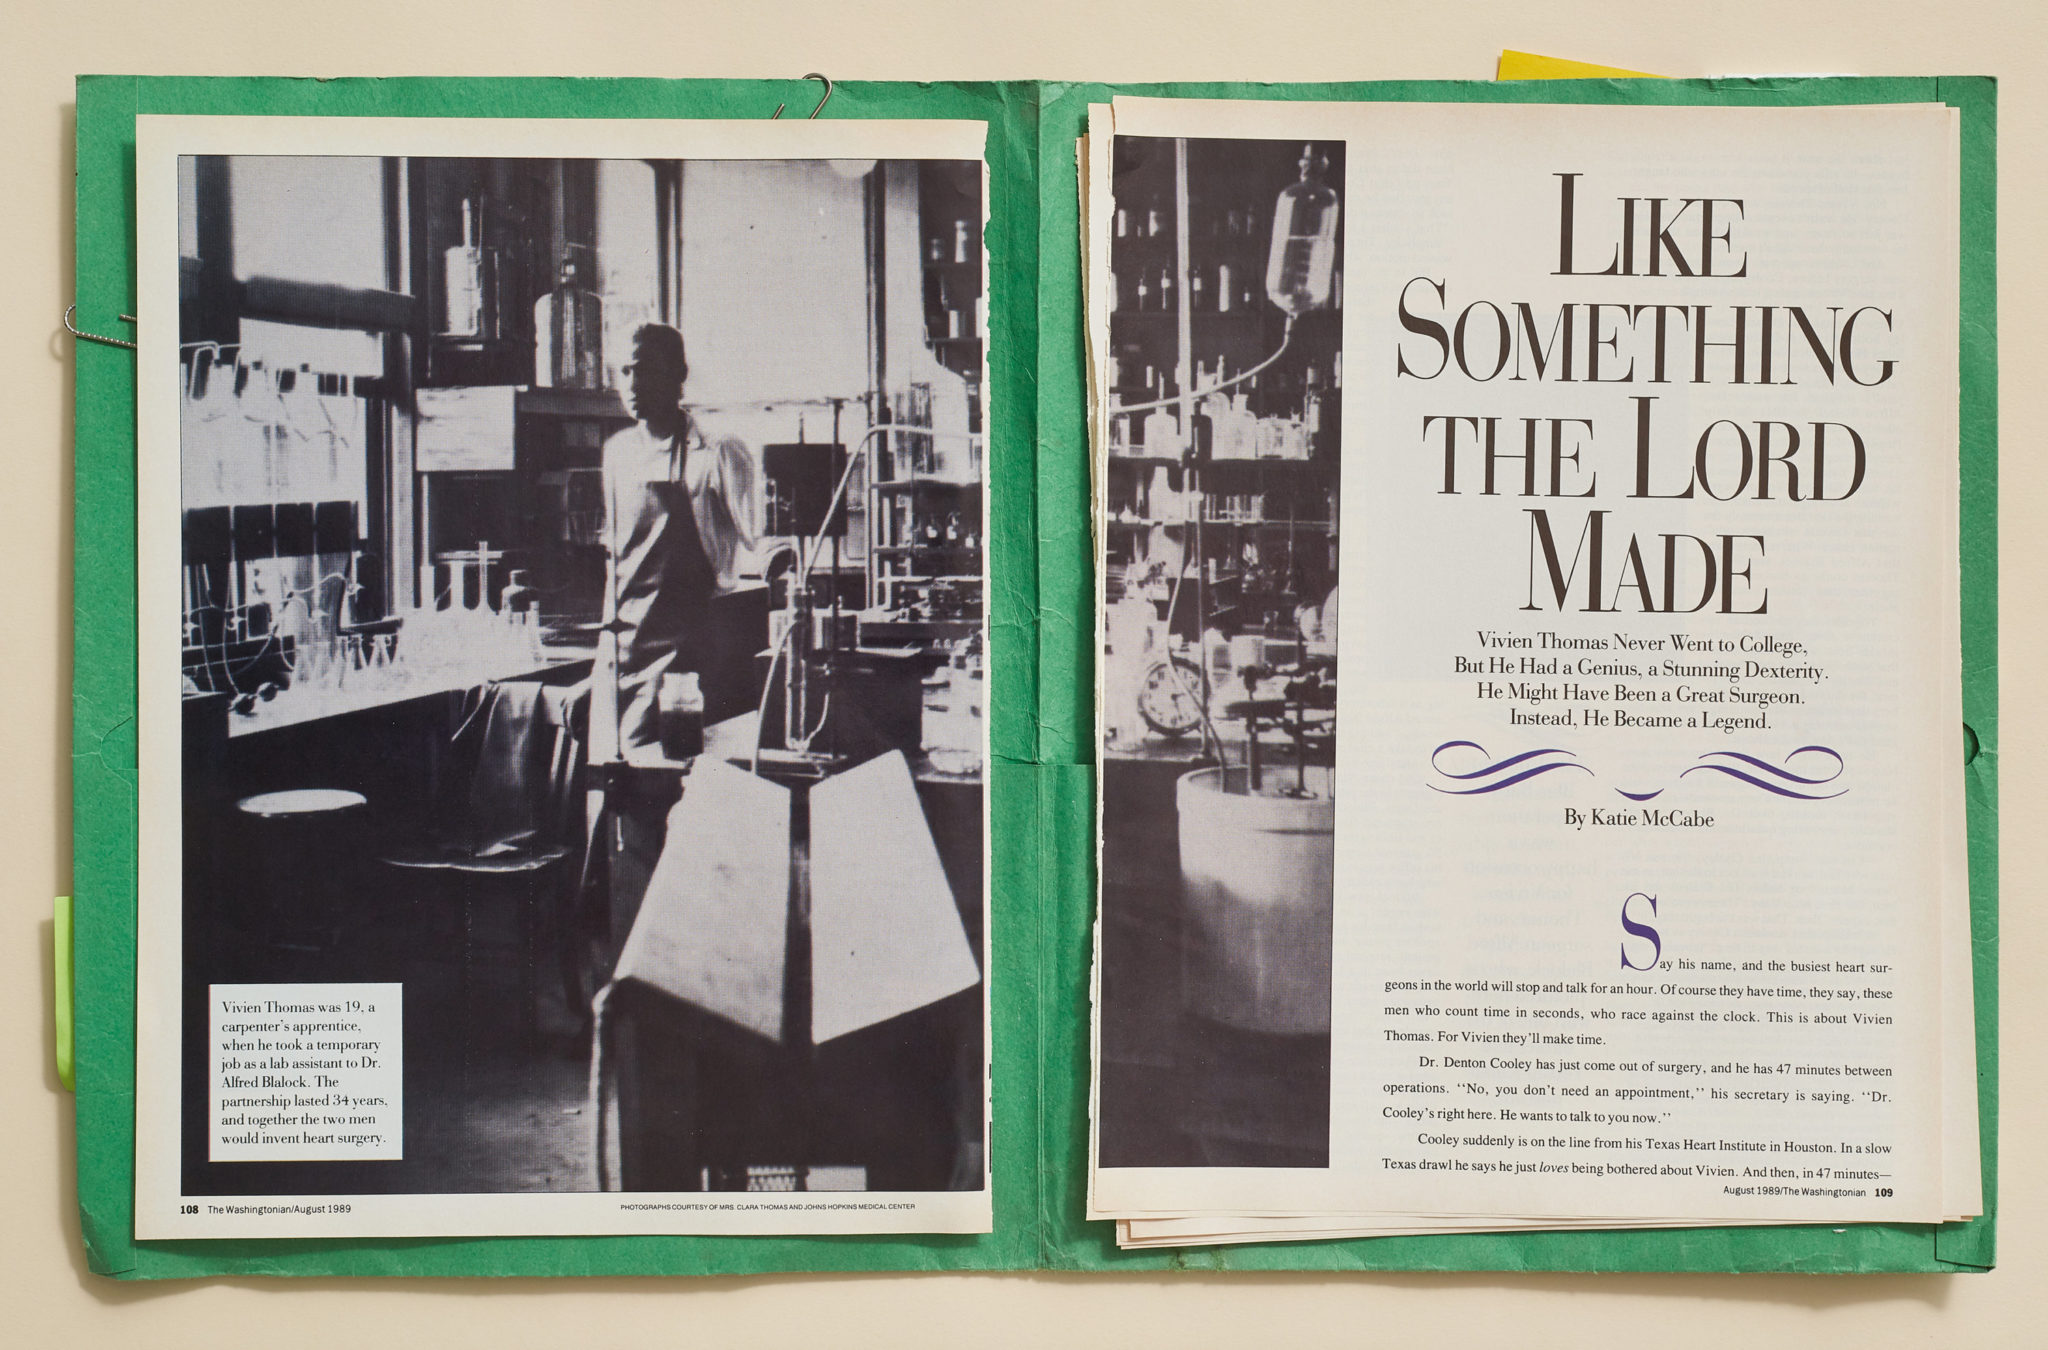 Vivien Thomas was 19, a
carpenter's apprentice,
when he took a temporary
job as a lab assistant to Dr.
Alfred Blalock. The
partnership lasted 34 years,
and together the two men
would invent heart surgery.
108 The Washingtonian/August 1989
PHOTOGRAPHS COURTESY OF MRS. CLARA THOMAS AND JOHNS HOPKINS MEDICAL CENTER
LIKE
SOMETHING
THE LORD
MADE
Vivien Thomas Never Went to College,
But He Had a Genius, a Stunning Dexterity.
He Might Have Been a Great Surgeon.
Instead, He Became a Legend.
By Katie McCabe
Say his name, and the busiest heart sur-
geons in the world will stop and talk for an hour. Of course they have time, they say, these
men who count time in seconds, who race against the clock. This is about Vivien
Thomas. For Vivien they'll make time.
Dr. Denton Cooley has just come out of surgery, and he has 47 minutes between
operations. ‘‘No, you don't need an appointment,’’ his secretary is saying. ‘‘Dr.
Cooley's right here. He wants to talk to you now.’’
Cooley suddenly is on the line from his Texas Heart Institute in Houston. In a slow
Texas drawl he says he just loves being bothered about Vivien. And then, in 47 minutes—
August 1989/The Washingtonian 109